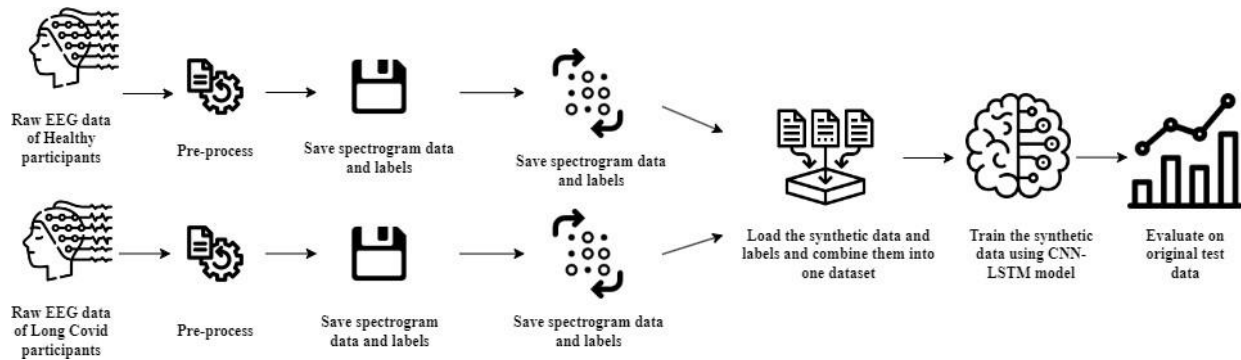 Raw EEG data
of Healthy
participants
Pre-process
Save spectrogram data
and labels
Save spectrogram data
and labels
Raw EEG data
of Long Covid
participants
Pre-process
Save spectrogram
data and labels
Save spectrogram data
and labels
Load the synthetic data and
labels and combine them into
one dataset
Train the synthetic
data using CNN-
LSTM model
Evaluate on
original test
data